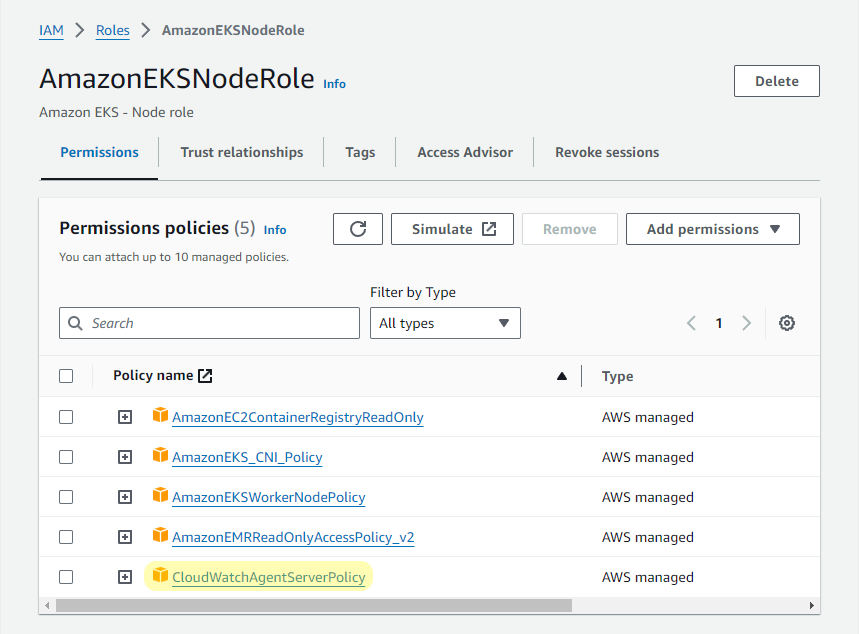 IAM > Roles > AmazonEKSNodeRole
AmazonEKSNodeRole Info
Delete
Amazon EKS - Node role
Permissions Trust relationships Tags Access Advisor Revoke sessions
Permissions policies (5) Info
Simulate Remove Add permissions
You can attach up to 10 managed policies.
Filter by Type
Search All types 1
Policy name Type
AmazonEC2ContainerRegistryReadOnly AWS managed
AmazonEKS_CNI_Policy AWS managed
AmazonEKSWorkerNodePolicy AWS managed
AmazonEMRReadOnlyAccessPolicy_v2 AWS managed
CloudWatchAgentServerPolicy AWS managed